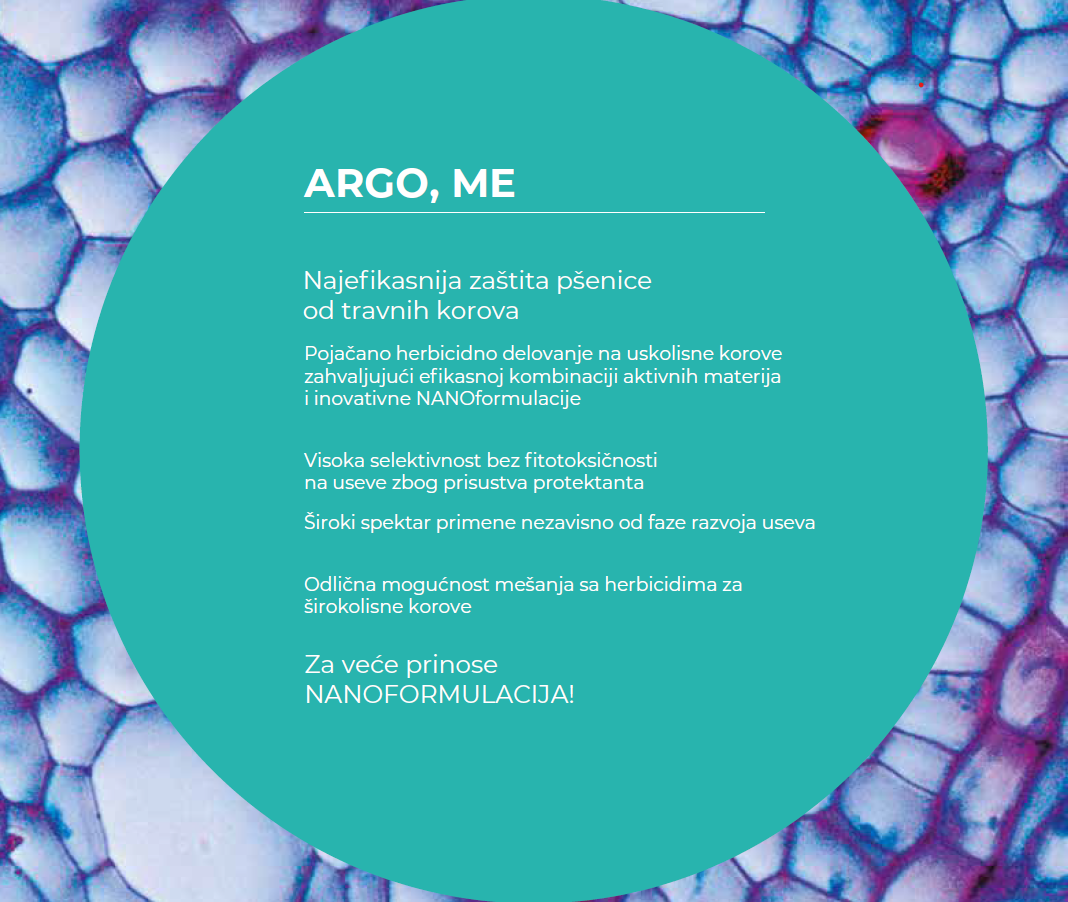 ARGO, ME
Najefikasnija zaštita pšenice
od travnih korova
Pojačano herbicidno delovanje na uskolisne korove
zahvaljujući efikasnoj kombinaciji aktivnih materija
i inovativne NANOformulacije
Visoka selektivnost bez fitotoksičnosti
na useve zbog prisustva protektanta
Široki spektar primene nezavisno od faze razvoja useva
Odlična mogućnost mešanja sa herbicidima za
širokolisne korove
Za veće prinose
NANOFORMULACIJA!